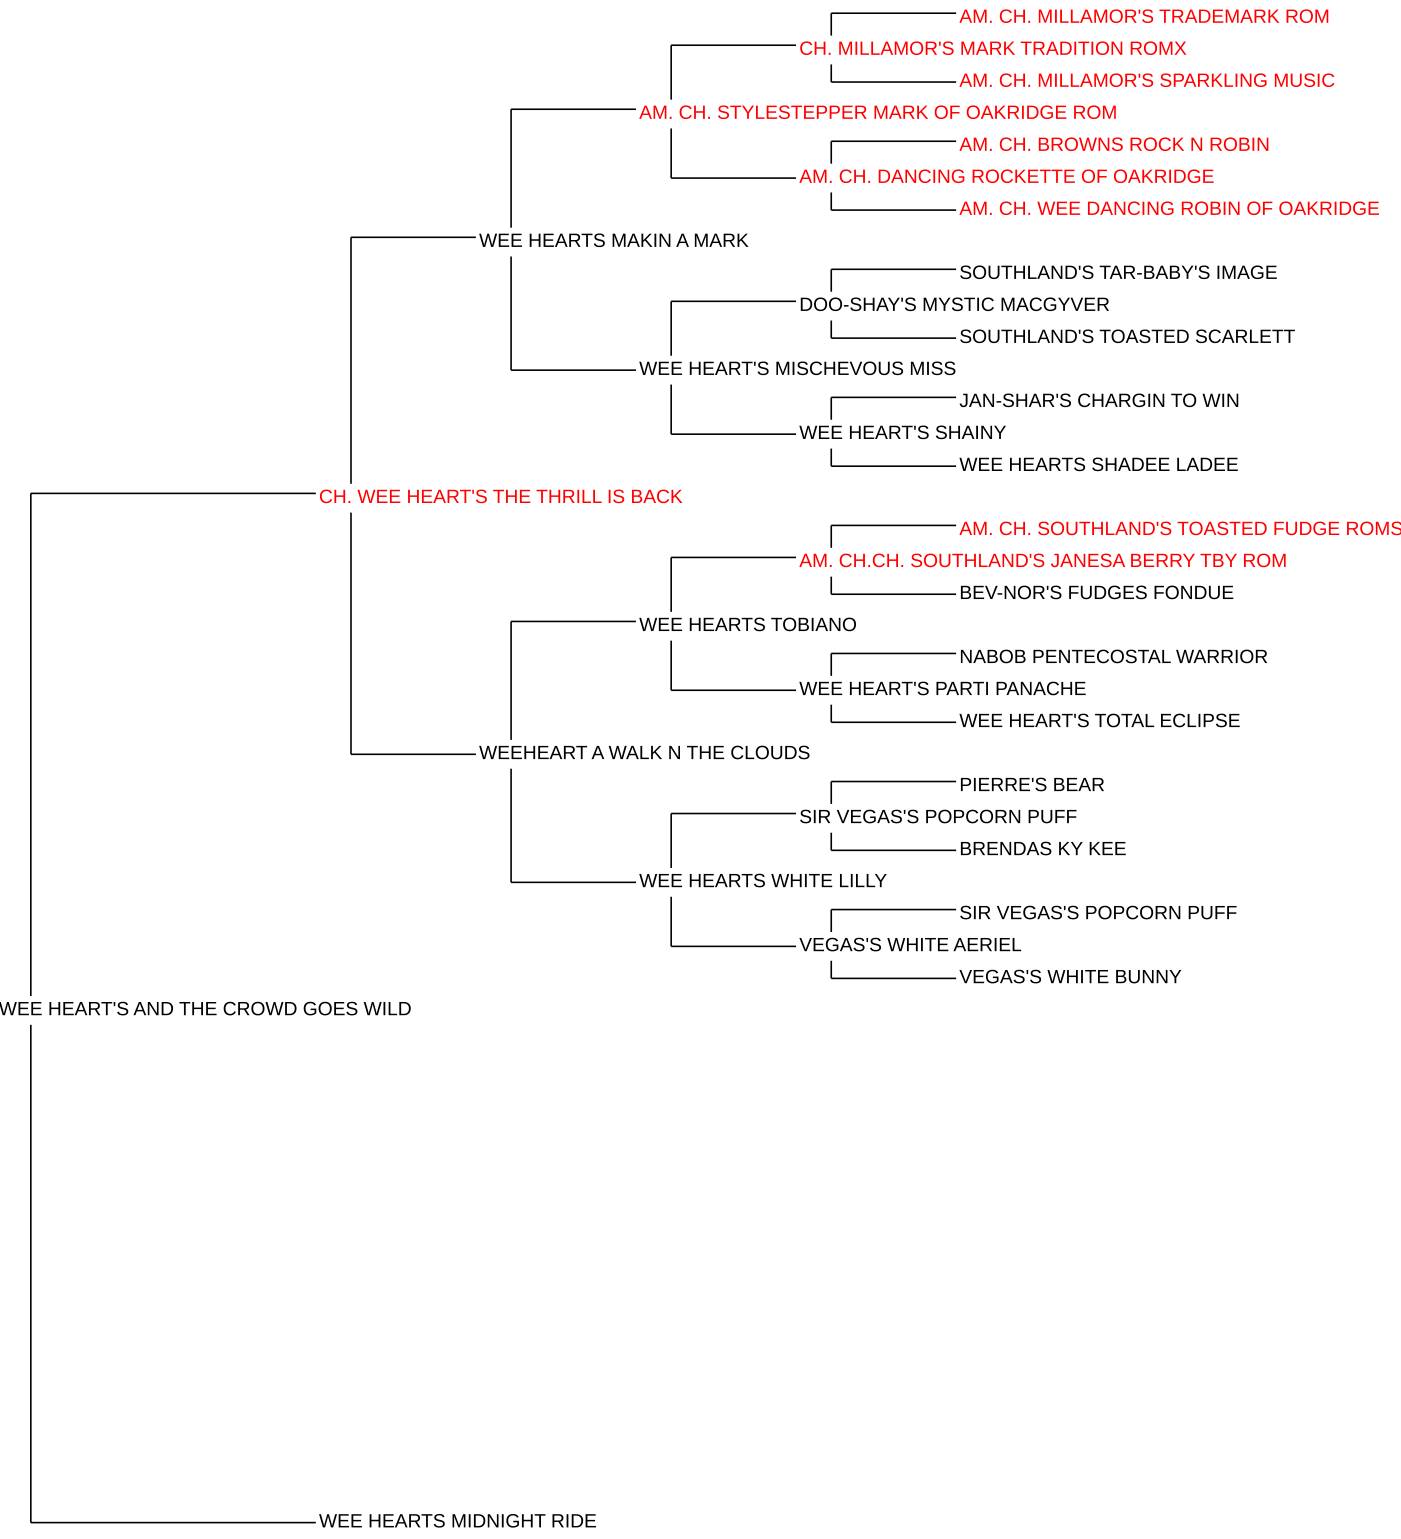 AM. CH. MILLAMOR'S TRADEMARK ROM
CH. MILLAMOR'S MARK TRADITION ROMX
AM. CH. MILLAMOR'S SPARKLING MUSIC
AM. CH. STYLESTEPPER MARK OF OAKRIDGE ROM
AM. CH. BROWNS ROCK N ROBIN
AM. CH. DANCING ROCKETTE OF OAKRIDGE
AM. CH. WEE DANCING ROBIN OF OAKRIDGE
WEE HEARTS MAKIN A MARK
SOUTHLAND'S TAR-BABY'S IMAGE
DOO-SHAY'S MYSTIC MACGYVER
SOUTHLAND'S TOASTED SCARLETT
WEE HEART'S MISCHEVOUS MISS
JAN-SHAR'S CHARGIN TO WIN
WEE HEART'S SHAINY
WEE HEARTS SHADEE LADEE
CH. WEE HEART'S THE THRILL IS BACK
AM. CH. SOUTHLAND'S TOASTED FUDGE ROMS
AM. CH.CH. SOUTHLAND'S JANESA BERRY TBY ROM
BEV-NOR'S FUDGES FONDUE
WEE HEARTS TOBIANO
NABOB PENTECOSTAL WARRIOR
WEE HEART'S PARTI PANACHE
WEE HEART'S TOTAL ECLIPSE
WEEHEART A WALK N THE CLOUDS
PIERRE'S BEAR
SIR VEGAS'S POPCORN PUFF
BRENDAS KY KEE
WEE HEARTS WHITE LILLY
SIR VEGAS'S POPCORN PUFF
VEGAS'S WHITE AERIEL
VEGAS'S WHITE BUNNY
WEE HEART'S AND THE CROWD GOES WILD
WEE HEARTS MIDNIGHT RIDE